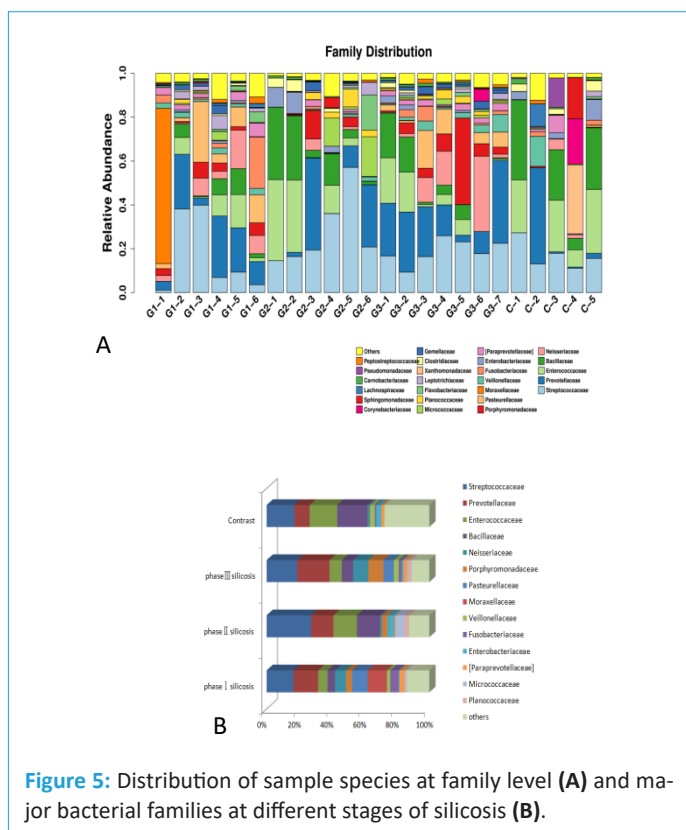 Family Distribution
Relative Abundance
1.0
0.8
0.6
0.4
0.2
0.0
G1-1 G1-2 G1-3 G1-4 G1-5 G1-6 G2-1 G2-2 G2-3 G2-4 G2-5 G2-6 G3-1 G3-2 G3-3 G3-4 G3-5 G3-6 G3-7 C-1 C-2 C-3 C-4 C-5
A
Others Gemellaceae [Paraprevotellaceae] Neisseriaceae
Peptostreptococcaceae Clostridiaceae Enterobacteriaceae Bacillaceae
Pseudomonadaceae Xanthomonadaceae Fusobacteriaceae Enterococcaceae
Carnobacteriaceae Leptotrichiaceae Veillonellaceae Prevotellaceae
Lachnospiraceae Flavobacteriaceae Moraxellaceae Streptococcaceae
Sphingomonadaceae Planococcaceae Pasteurellaceae
Corynebacteriaceae Micrococcaceae Porphyromonadaceae
Contrast
phaseⅢsilicosis
phaseⅡsilicosis
phaseⅠsilicosis
0% 20% 40% 60% 80% 100%
B
Streptococcaceae
Prevotellaceae
Enterococcaceae
Bacillaceae
Neisseriaceae
Porphyromonadaceae
Pasteurellaceae
Moraxellaceae
Veillonellaceae
Fusobacteriaceae
Enterobacteriaceae
[Paraprevotellaceae]
Micrococcaceae
Planococcaceae
others
Figure 5: Distribution of sample species at family level (A) and ma-
jor bacterial families at different stages of silicosis (B).